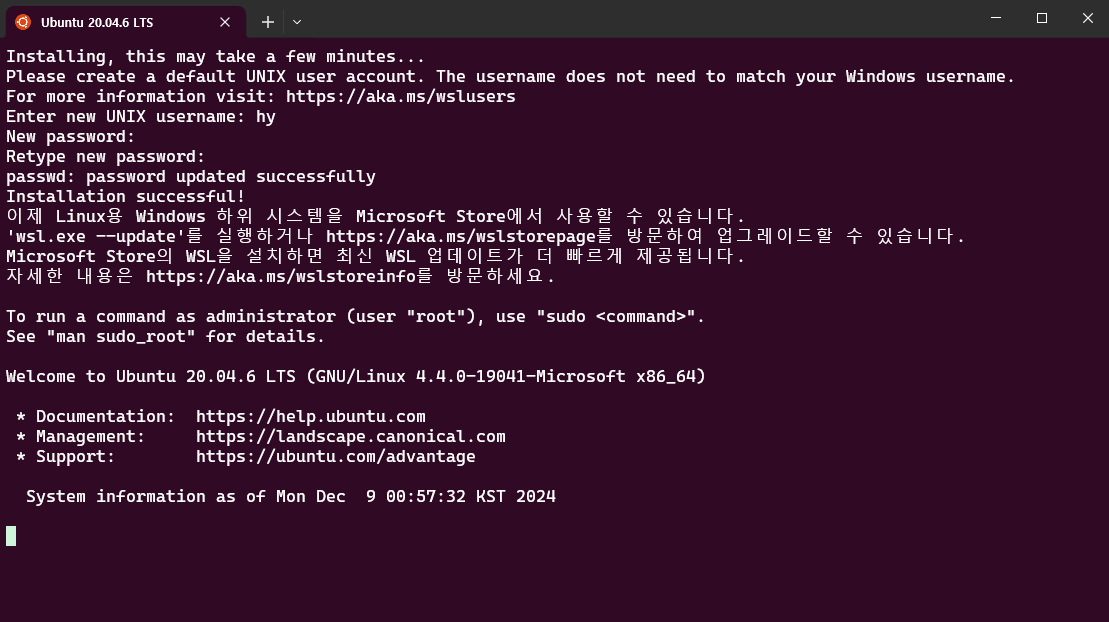 Ubuntu 20.04.6 LTS
Installing, this may take a few minutes...
Please create a default UNIX user account. The username does not need to match your Windows username.
For more information visit: https://aka.ms/wslusers
Enter new UNIX username: hy
New password:
Retype new password:
passwd: password updated successfully
Installation successful!
이제 Linux용 Windows 하위 시스템을 Microsoft Store에서 사용할 수 있습니다.
'wsl.exe --update'를 실행하거나 https://aka.ms/wslstorepage를 방문하여 업그레이드할 수 있습니다.
Microsoft Store의 WSL을 설치하면 최신 WSL 업데이트가 더 빠르게 제공됩니다.
자세한 내용은 https://aka.ms/wslstoreinfo를 방문하세요.
To run a command as administrator (user "root"), use "sudo <command>".
See "man sudo_root" for details.
Welcome to Ubuntu 20.04.6 LTS (GNU/Linux 4.4.0-19041-Microsoft x86_64)
* Documentation:  https://help.ubuntu.com
* Management:     https://landscape.canonical.com
* Support:        https://ubuntu.com/advantage
System information as of Mon Dec  9 00:57:32 KST 2024